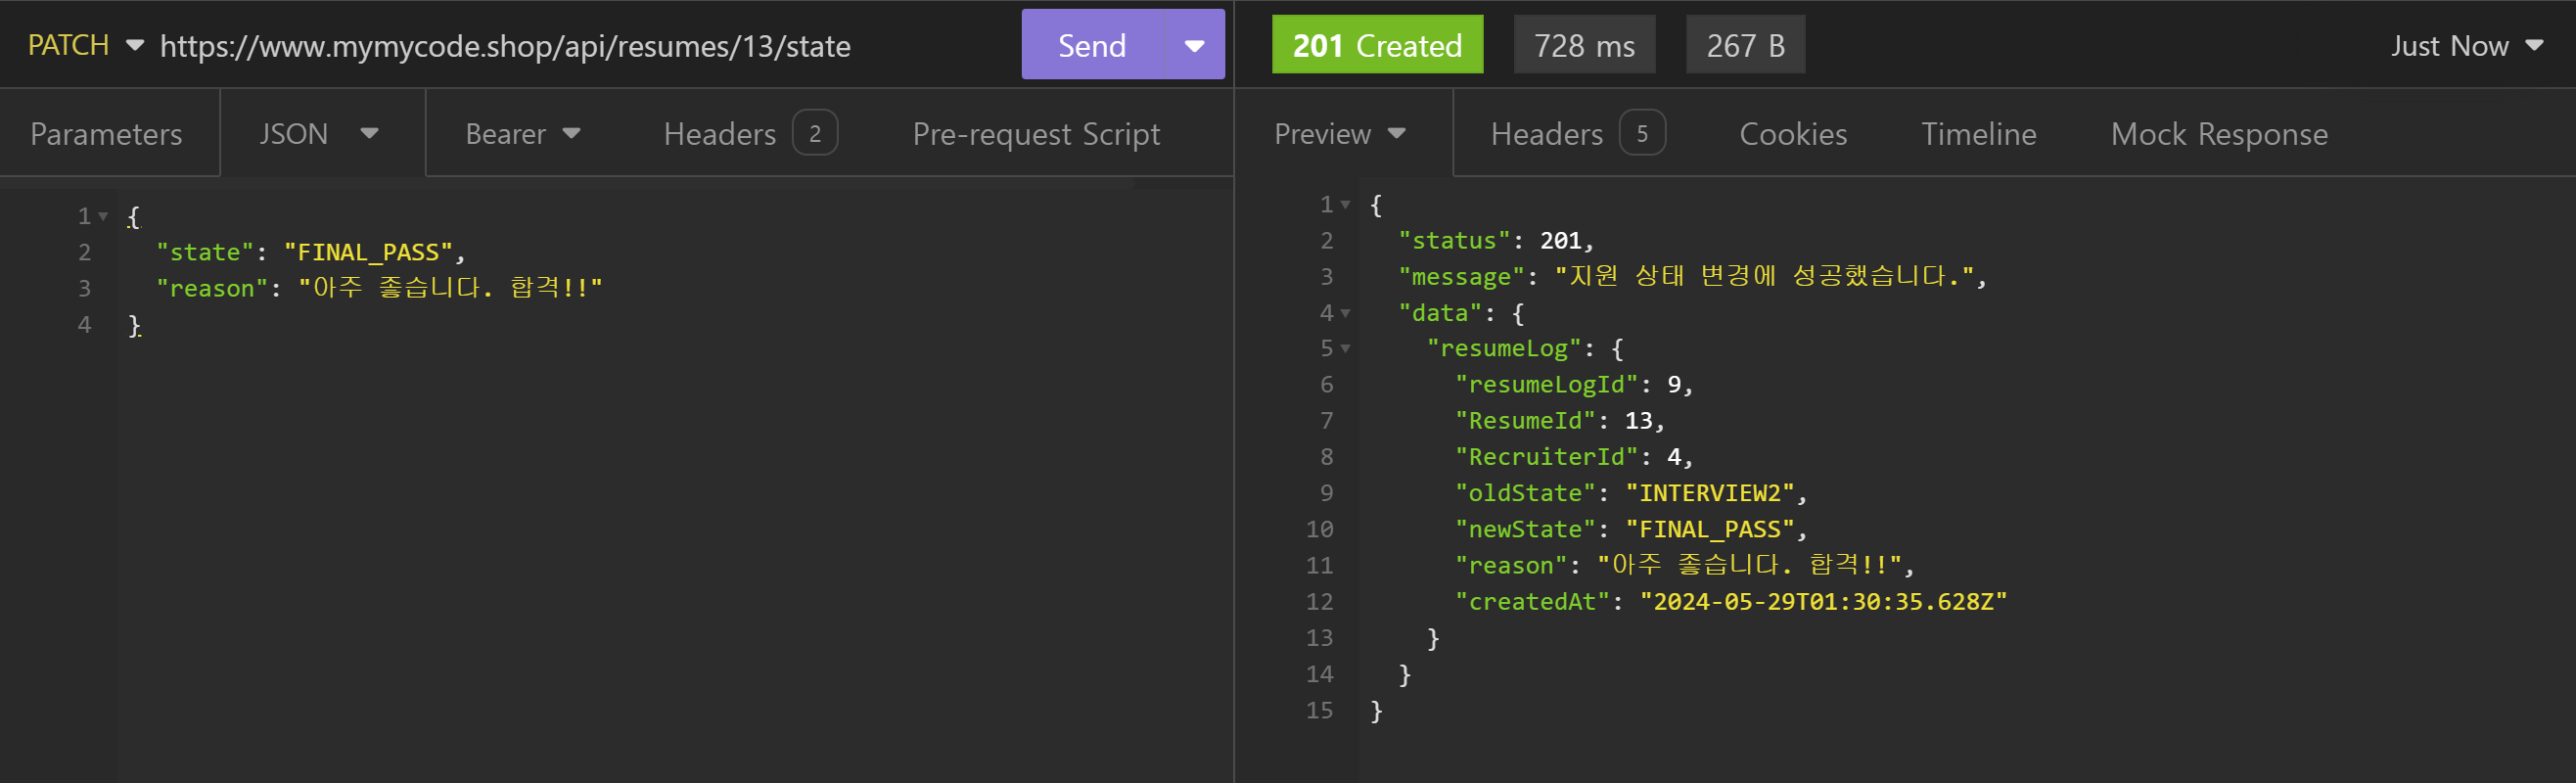 PATCH https://www.mymycode.shop/api/resumes/13/state Send
201 Created 728 ms 267 B Just Now
Parameters JSON Bearer Headers 2 Pre-request Script
Preview Headers 5 Cookies Timeline Mock Response
1 {
2 "state": "FINAL_PASS",
3 "reason": "아주 좋습니다. 합격!!"
4 }
1 {
2 "status": 201,
3 "message": "지원 상태 변경에 성공했습니다.",
4 "data": {
5 "resumeLog": {
6 "resumeLogId": 9,
7 "ResumeId": 13,
8 "RecruiterId": 4,
9 "oldState": "INTERVIEW2",
10 "newState": "FINAL_PASS",
11 "reason": "아주 좋습니다. 합격!!",
12 "createdAt": "2024-05-29T01:30:35.628Z"
13 }
14 }
15 }